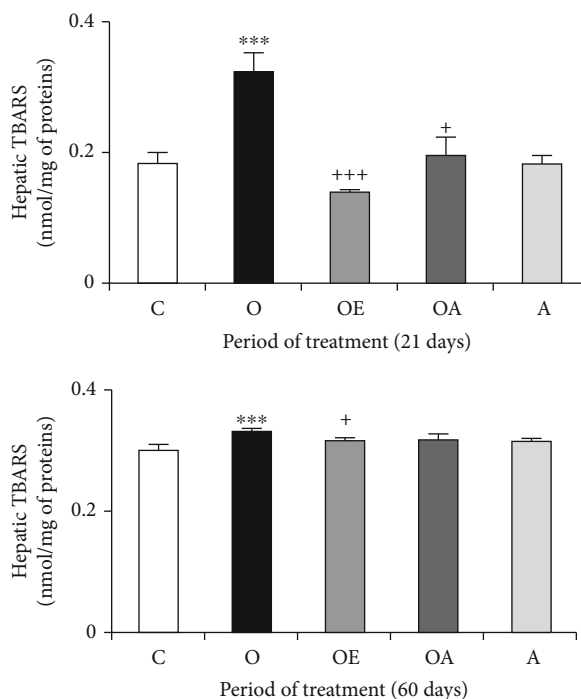 Hepatic TBARS
(nmol/mg of proteins)
0.4
0.2
0
***
+++
+
C O OE OA A
Period of treatment (21 days)
Hepatic TBARS
(nmol/mg of proteins)
0.4
0.2
0
***
+
C O OE OA A
Period of treatment (60 days)